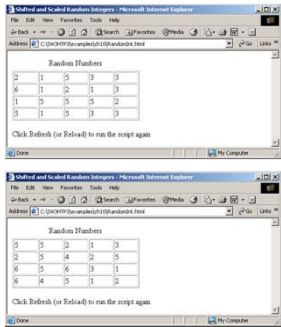 Shifted and Scaled Random Integers - Microsoft Internet Explorer
File Edit View Favorites Tools Help
Back Search Favorites Media
Address C:\IW3HTP3\examples\ch10\RandomInt.html Go Links »
Random Numbers
2 1 5 3 3
6 1 2 1 3
1 5 5 5 2
5 1 5 3 3
Click Refresh (or Reload) to run the script again
Done My Computer
Shifted and Scaled Random Integers - Microsoft Internet Explorer
File Edit View Favorites Tools Help
Back Search Favorites Media
Address C:\IW3HTP3\examples\ch10\RandomInt.html Go Links »
Random Numbers
5 5 2 1 3
2 5 4 2 5
6 5 6 3 1
6 4 5 1 2
Click Refresh (or Reload) to run the script again
Done My Computer